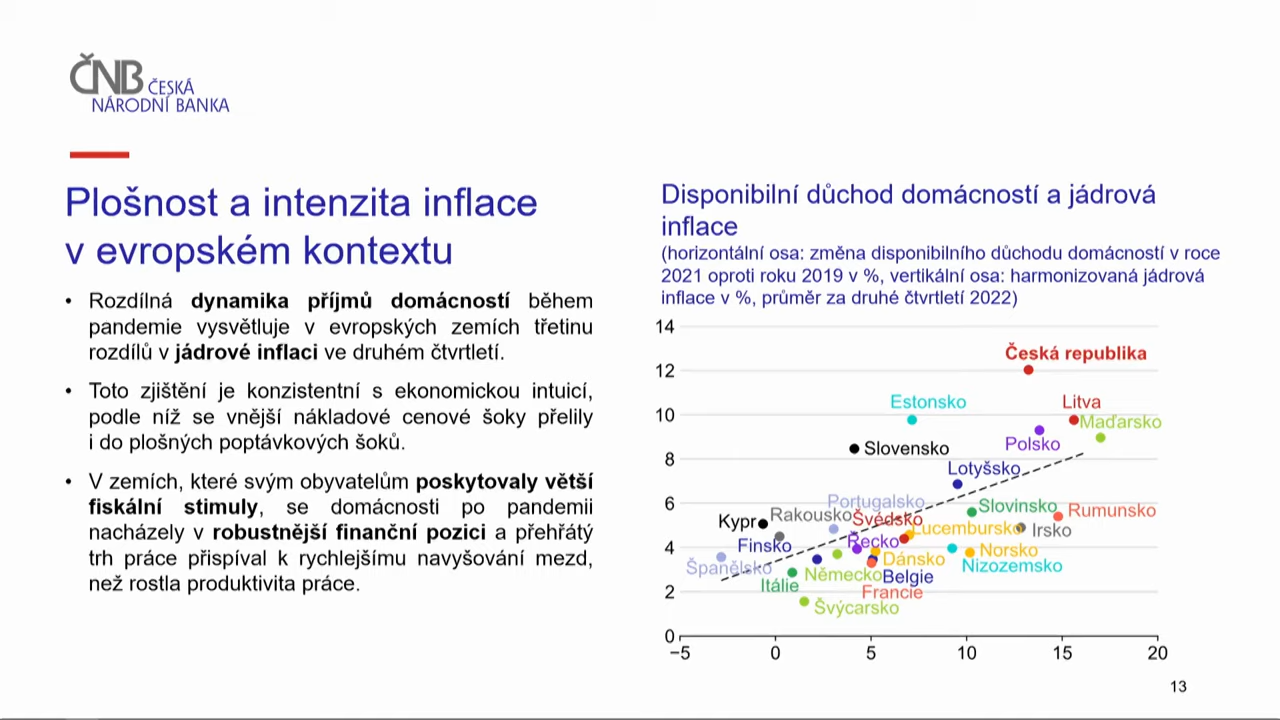 ČNB ČESKÁ
NÁRODNÍ BANKA
Plošnost a intenzita inflace
v evropském kontextu
• Rozdílná dynamika příjmů domácností během
pandemie vysvětluje v evropských zemích třetinu
rozdílů v jádrové inflaci ve druhém čtvrtletí.
• Toto zjištění je konzistentní s ekonomickou intuicí,
podle níž se vnější nákladové cenové šoky přelily
i do plošných poptávkových šoků.
• V zemích, které svým obyvatelům poskytovaly větší
fiskální stimuly, se domácnosti po pandemii
nacházely v robustnější finanční pozici a přehřátý
trh práce přispíval k rychlejšímu navyšování mezd,
než rostla produktivita práce.
Disponibilní důchod domácností a jádrová
inflace
(horizontální osa: změna disponibilního důchodu domácností v roce
2021 oproti roku 2019 v %, vertikální osa: harmonizovaná jádrová
inflace v %, průměr za druhé čtvrtletí 2022)
14
Česká republika
12
Estonsko
Litva
10
Maďarsko
Polsko
Slovensko
8
Lotyšsko
6
Portugalsko
Slovinsko
Rumunsko
Kypr
Rakousko
Švédsko
Lucembursko
Irsko
Finsko
Řecko
4
Dánsko
Norsko
Španělsko
Německo
Belgie
Nizozemsko
Itálie
Francie
2
Švýcarsko
0
−5
0
5
10
15
20
13